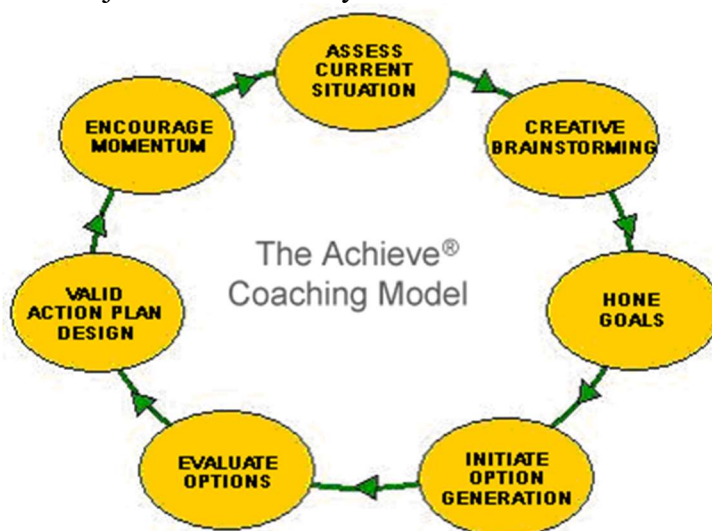 ASSESS
CURRENT
SITUATION
CREATIVE
BRAINSTORMING
HONE
GOALS
INITIATE
OPTION
GENERATION
EVALUATE
OPTIONS
VALID
ACTION PLAN
DESIGN
ENCOURAGE
MOMENTUM
The Achieve®
Coaching Model